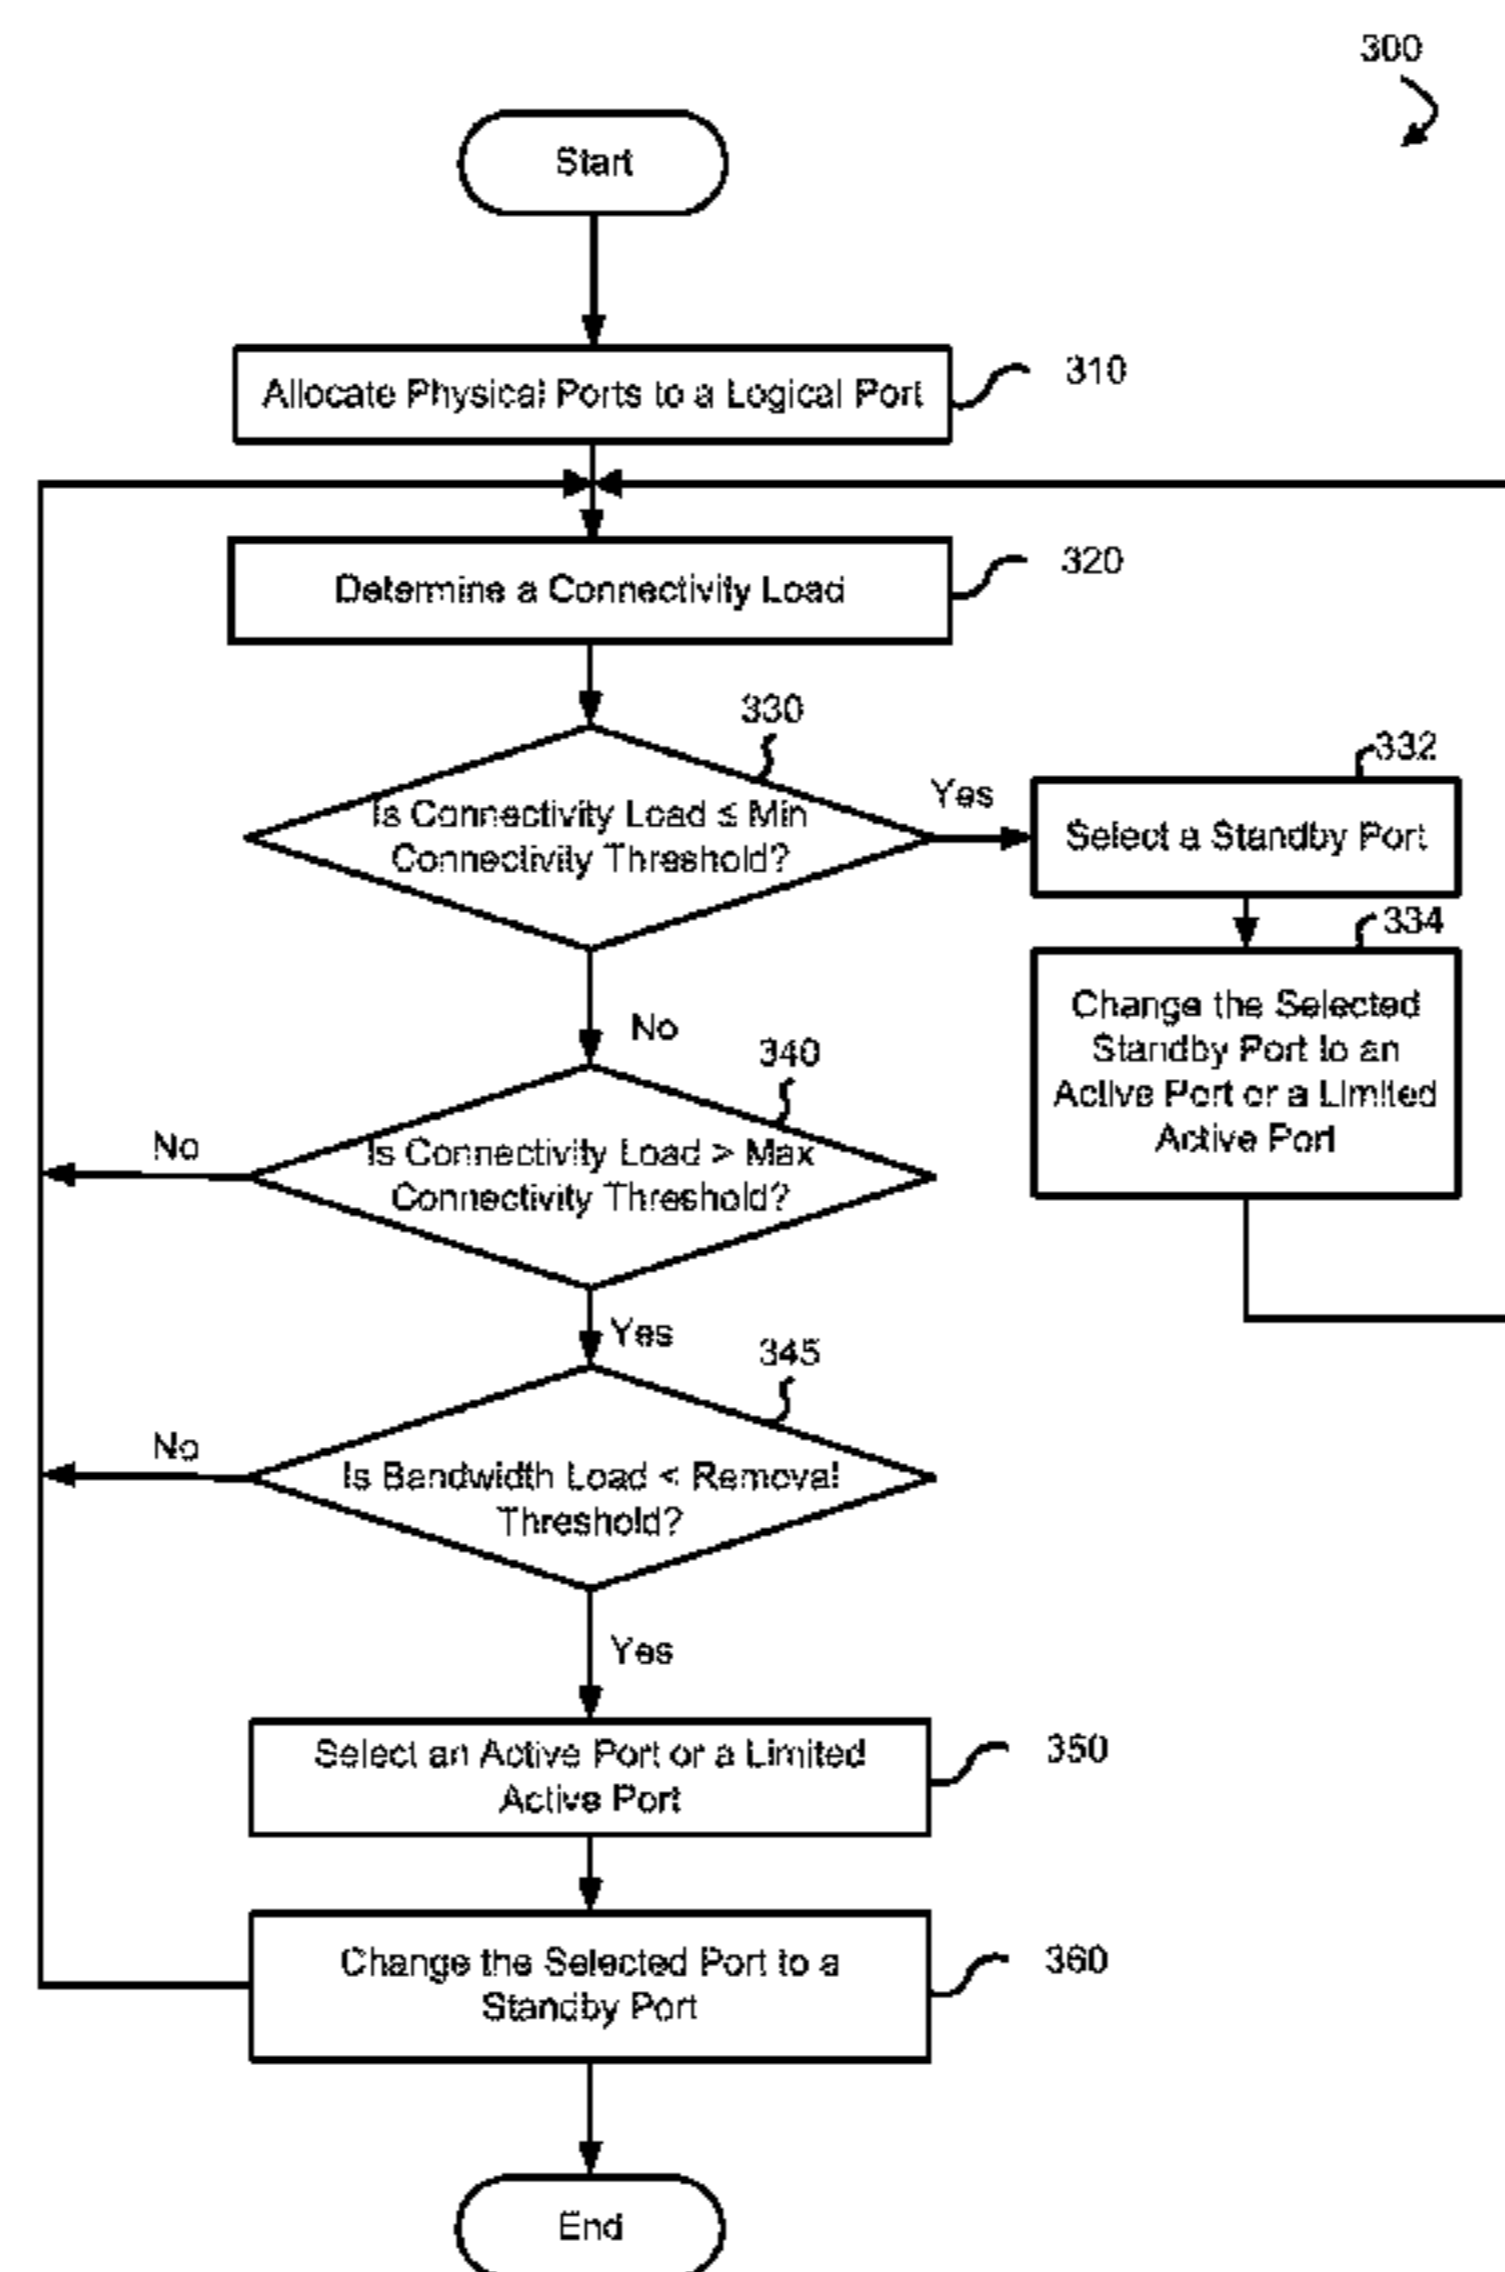 300
Start
Allocate Physical Ports to a Logical Port
310
Determine a Connectivity Load
320
330
Is Connectivity Load ≤ Min
Connectivity Threshold?
Yes
332
Select a Standby Port
334
Change the Selected
Standby Port to an
Active Port or a Limited
Active Port
No
340
Is Connectivity Load > Max
Connectivity Threshold?
No
Yes
345
Is Bandwidth Load < Removal
Threshold?
No
Yes
Select an Active Port or a Limited
Active Port
350
Change the Selected Port to a
Standby Port
360
End